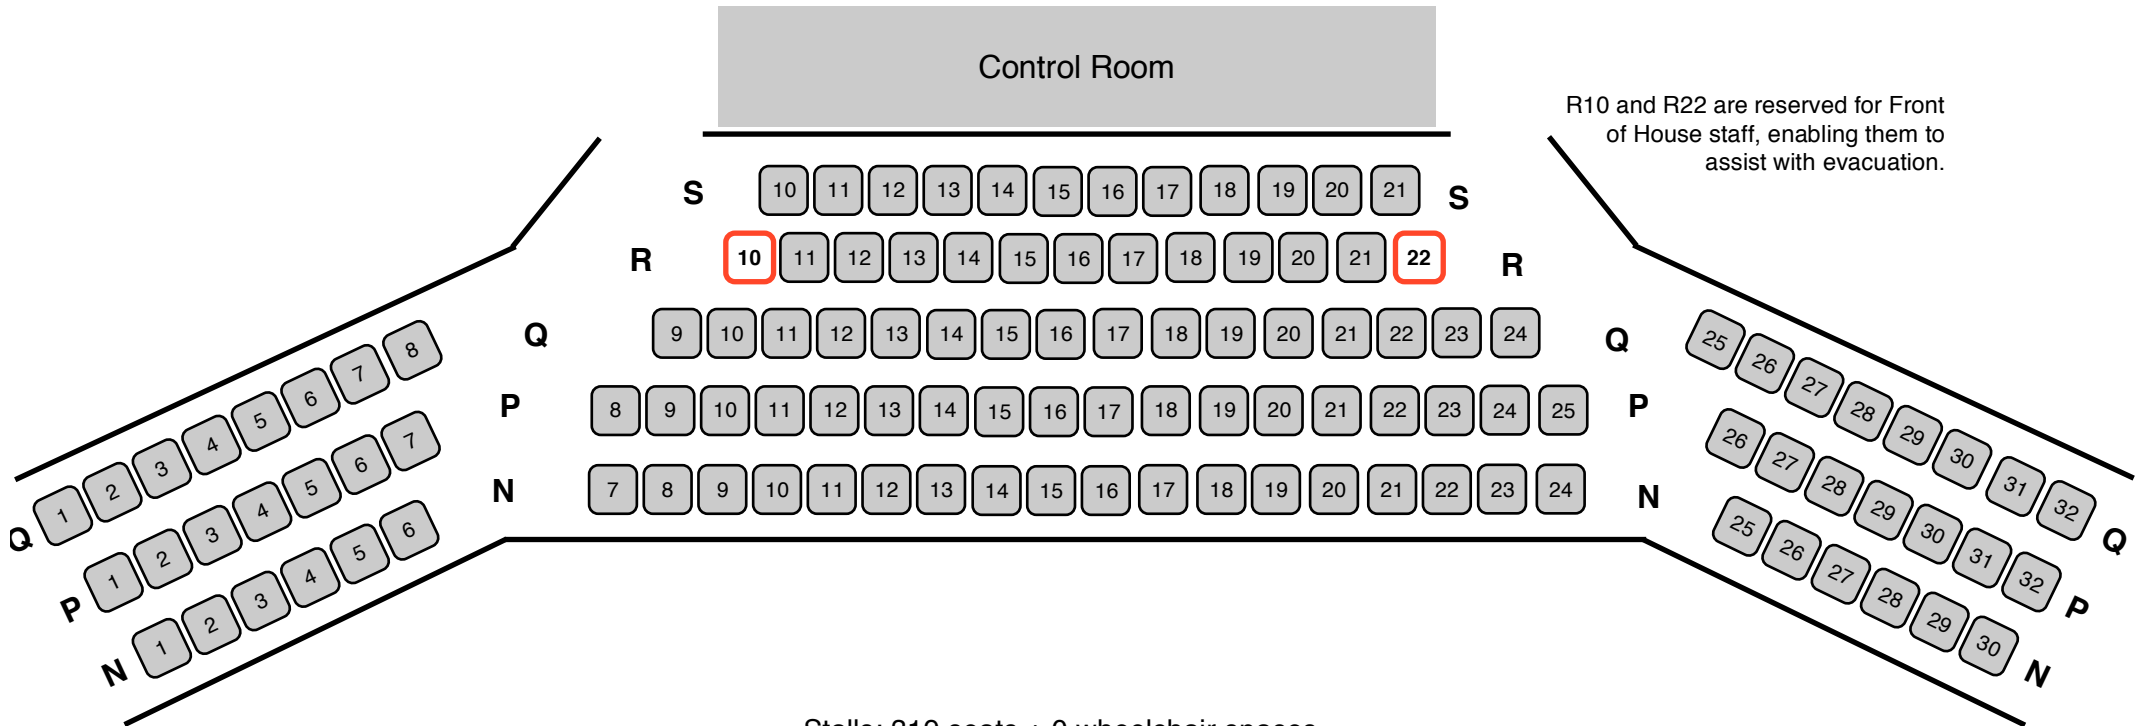 Control Room
R10 and R22 are reserved for Front
of House staff, enabling them to
assist with evacuation.
S 10 11 12 13 14 15 16 17 18 19 20 21 S
R 10 11 12 13 14 15 16 17 18 19 20 21 22 R
Q 1 2 3 4 5 6 7 8 Q 9 10 11 12 13 14 15 16 17 18 19 20 21 22 23 24 Q 25 26 27 28 29 30 31 32 Q
P 1 2 3 4 5 6 7 P 8 9 10 11 12 13 14 15 16 17 18 19 20 21 22 23 24 25 P 26 27 28 29 30 31 32 P
N 1 2 3 4 5 6 N 7 8 9 10 11 12 13 14 15 16 17 18 19 20 21 22 23 24 N 25 26 27 28 29 30 N